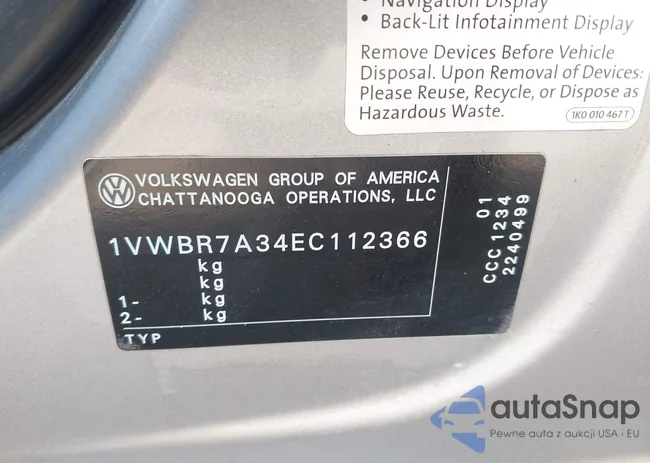 • Navigation Display
• Back-Lit Infotainment Display
Remove Devices Before Vehicle
Disposal. Upon Removal of Devices:
Please Reuse, Recycle, or Dispose as
Hazardous Waste.
1K0 010 467 T
VOLKSWAGEN GROUP OF AMERICA
CHATTANOOGA OPERATIONS, LLC
1VWBR7A34EC112366
kg
kg
1- kg
2- kg
TYP
01
CCC1234
2240499
autaSnap
Pewne auta z aukcji USA i EU